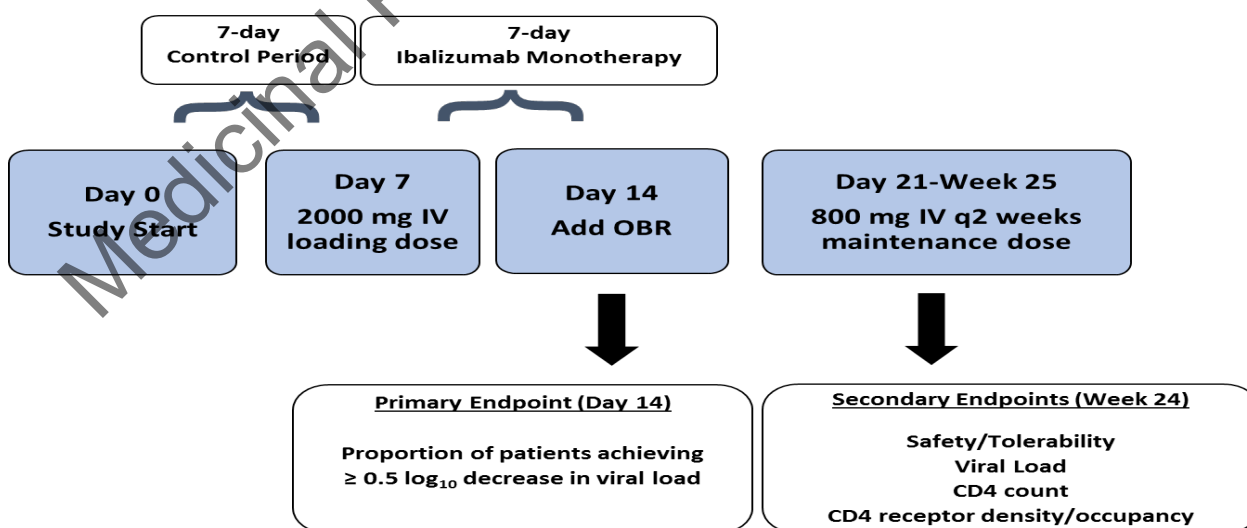 7-day
Control Period
7-day
Ibalizumab Monotherapy
Day 0
Study Start
Day 7
2000 mg IV
loading dose
Day 14
Add OBR
Day 21-Week 25
800 mg IV q2 weeks
maintenance dose
Primary Endpoint (Day 14)
Proportion of patients achieving
≥ 0.5 log₁₀ decrease in viral load
Secondary Endpoints (Week 24)
Safety/Tolerability
Viral Load
CD4 count
CD4 receptor density/occupancy
Medicinal